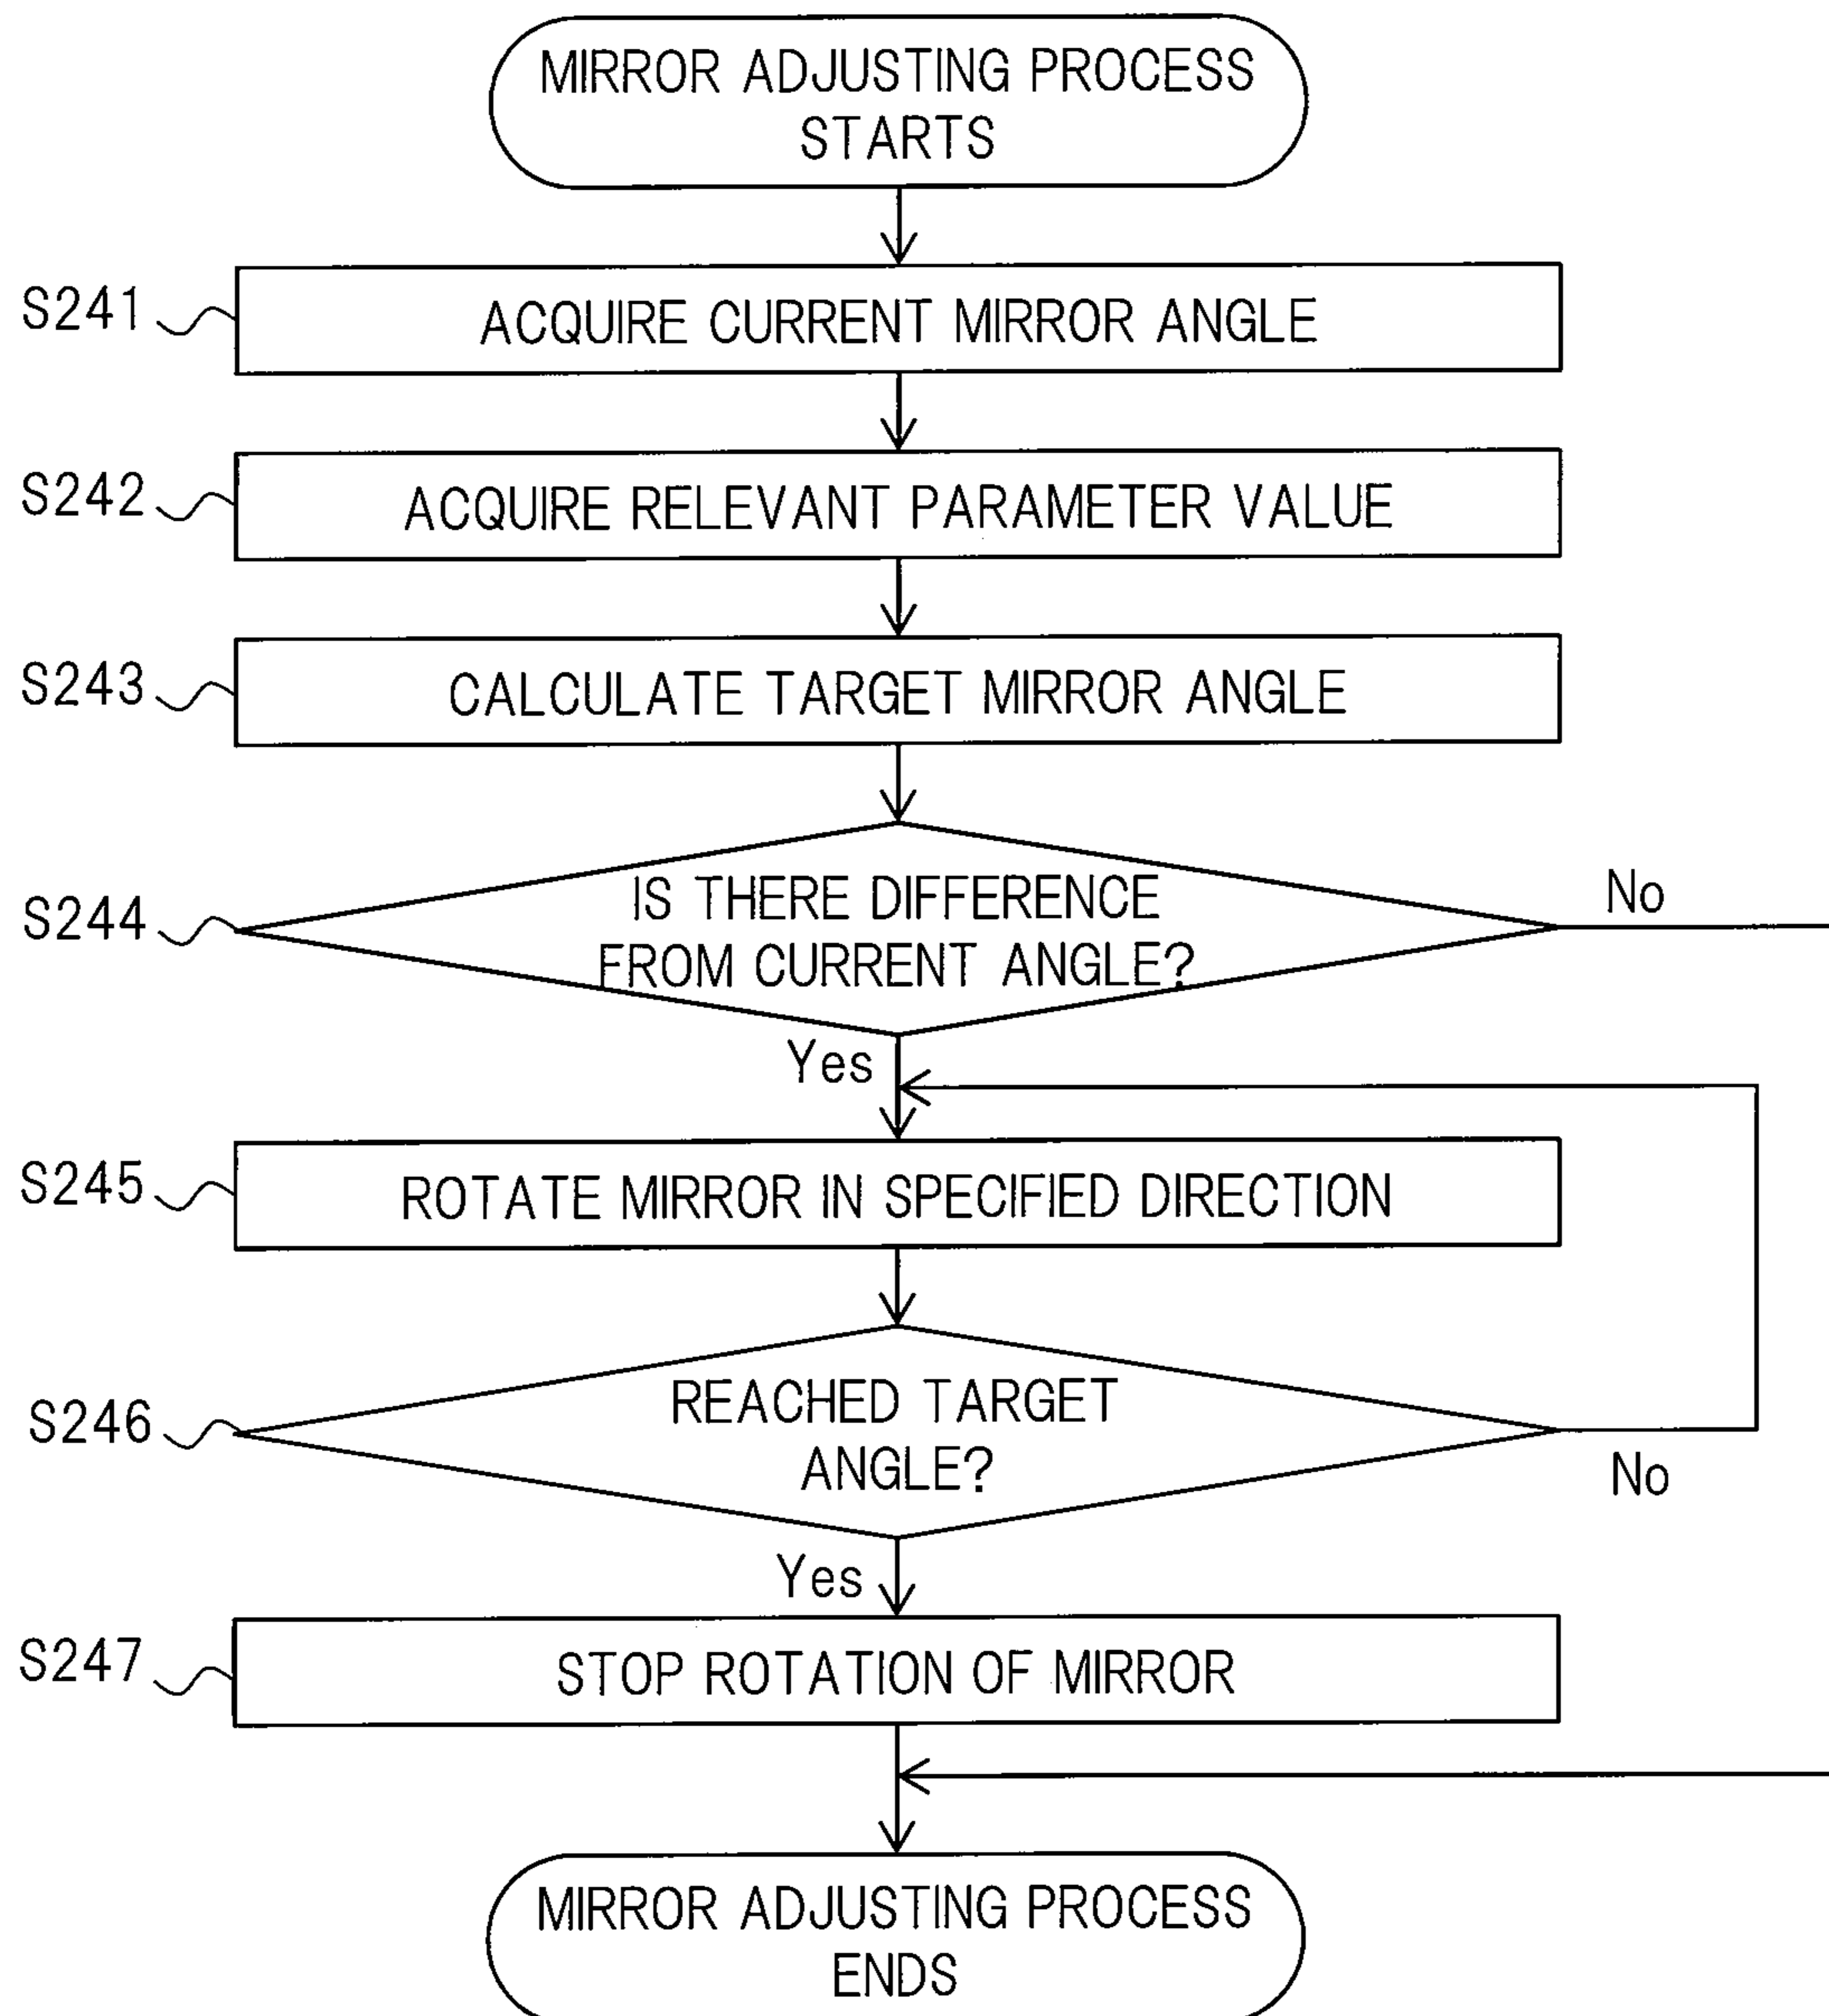 MIRROR ADJUSTING PROCESS
STARTS
S241
ACQUIRE CURRENT MIRROR ANGLE
S242
ACQUIRE RELEVANT PARAMETER VALUE
S243
CALCULATE TARGET MIRROR ANGLE
S244
IS THERE DIFFERENCE
FROM CURRENT ANGLE?
No
Yes
S245
ROTATE MIRROR IN SPECIFIED DIRECTION
S246
REACHED TARGET
ANGLE?
No
Yes
S247
STOP ROTATION OF MIRROR
MIRROR ADJUSTING PROCESS
ENDS